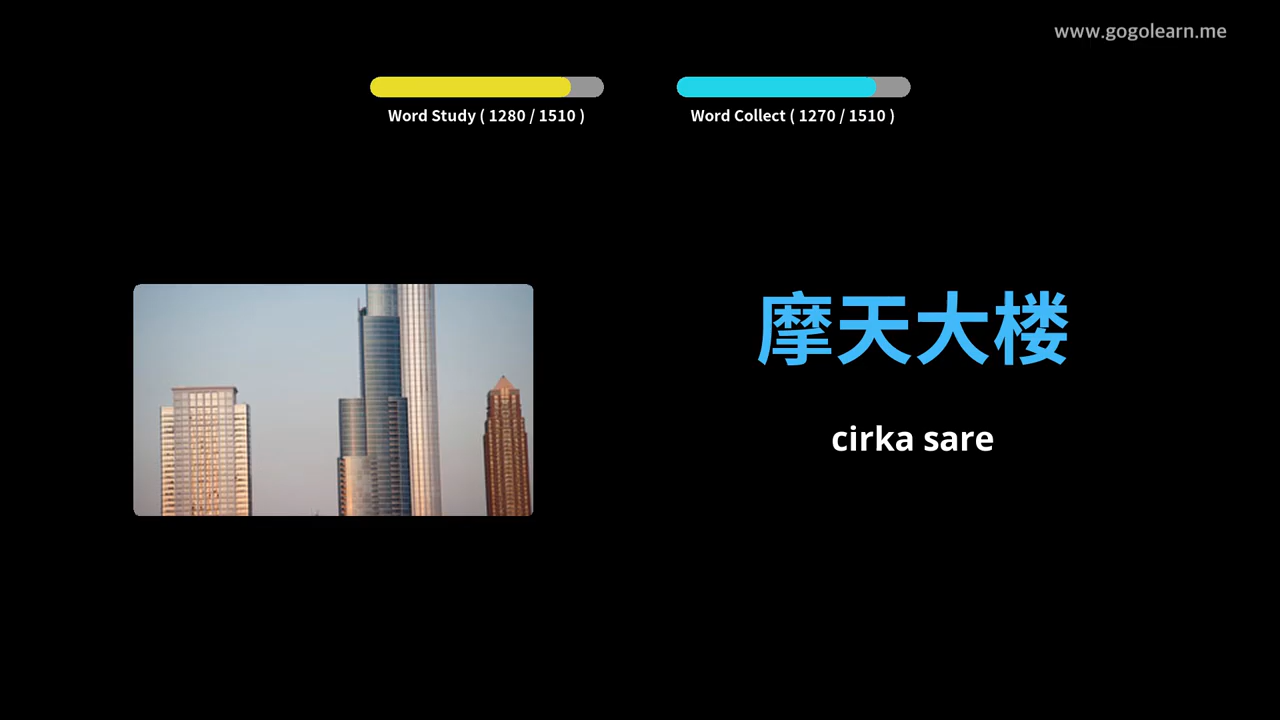 www.gogolearn.me
Word Study ( 1280 / 1510 )
Word Collect ( 1270 / 1510 )
摩天大楼
cirka sare